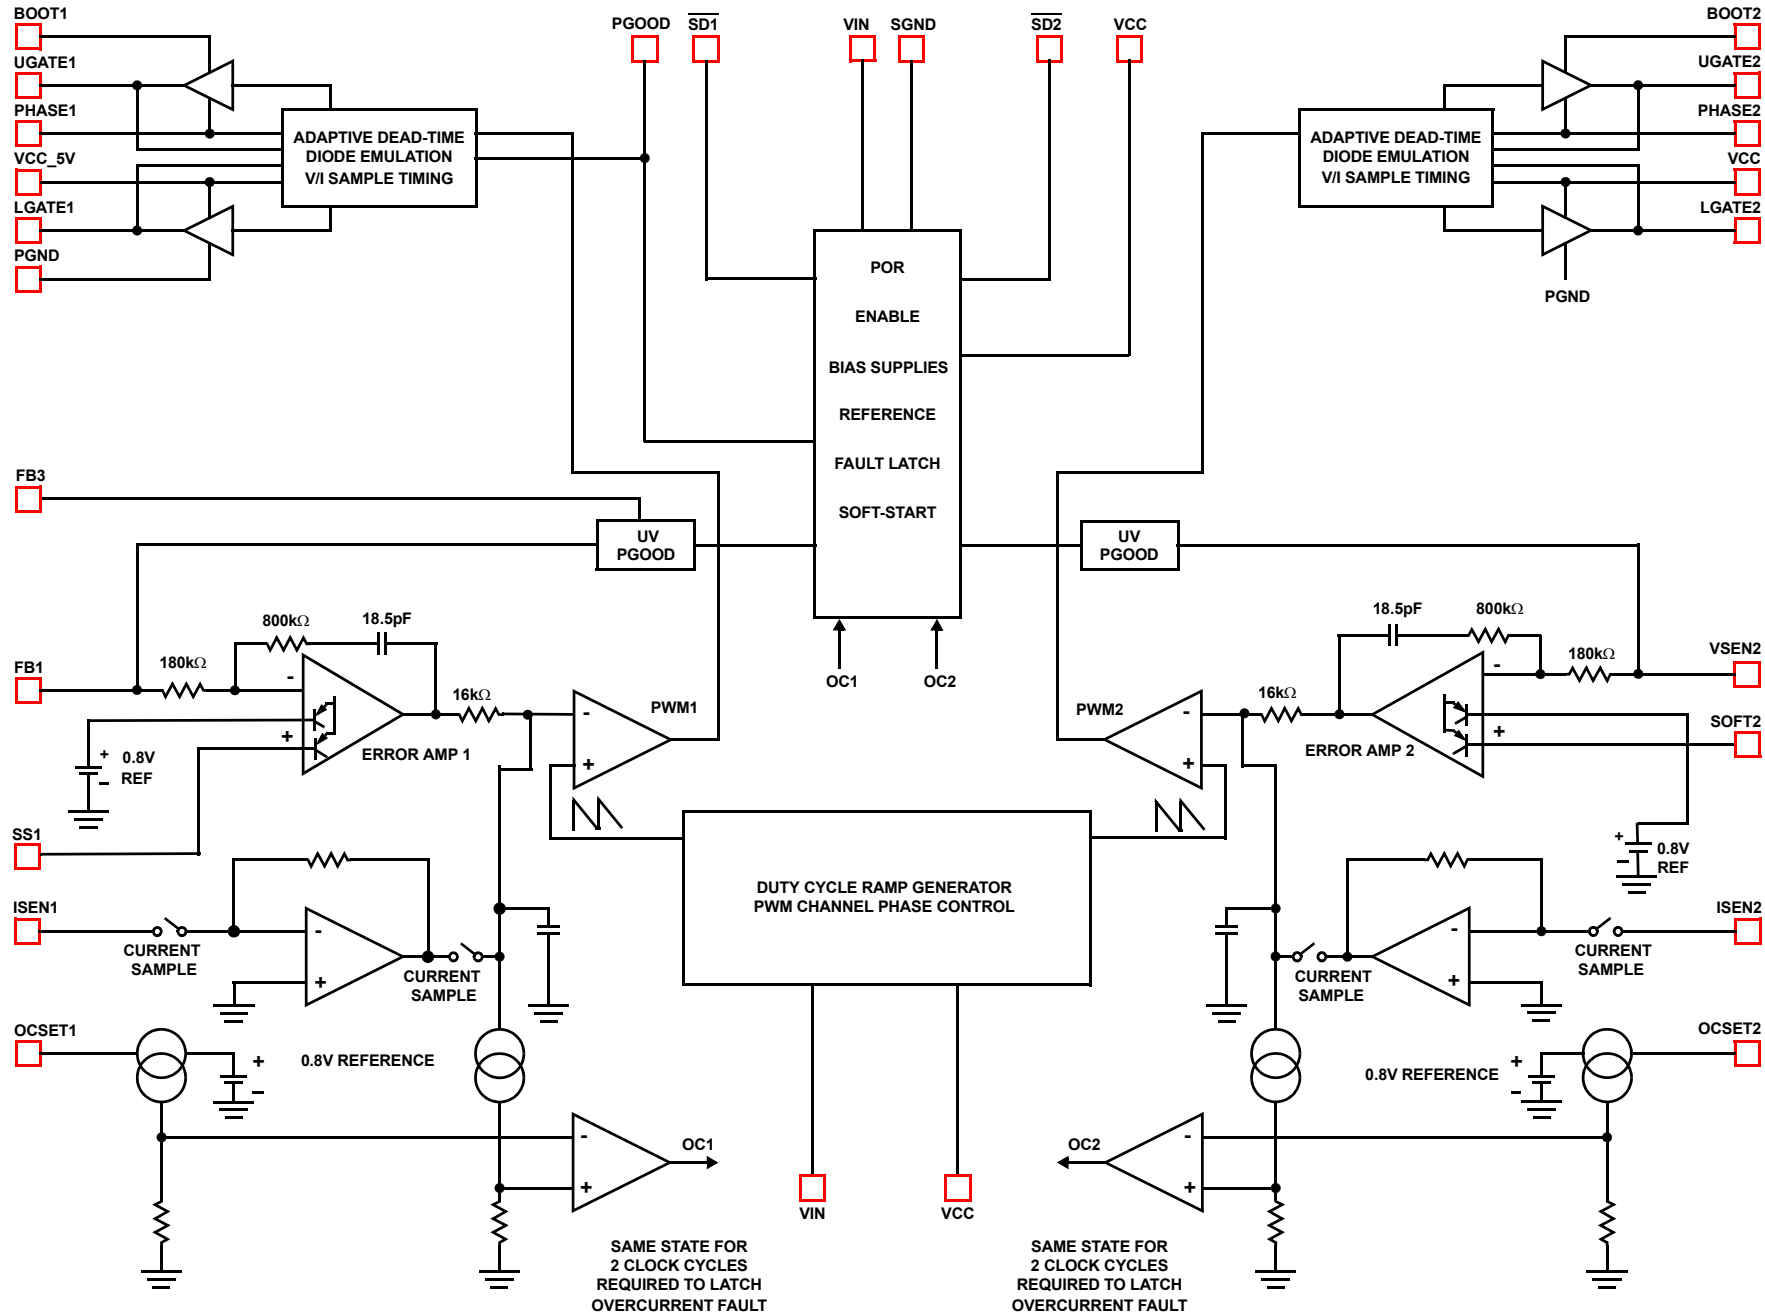 BOOT1
UGATE1
PHASE1
VCC_5V
LGATE1
PGND
ADAPTIVE DEAD-TIME
DIODE EMULATION
V/I SAMPLE TIMING
PGOOD
SD1
VIN
SGND
SD2
VCC
BOOT2
UGATE2
PHASE2
VCC
LGATE2
ADAPTIVE DEAD-TIME
DIODE EMULATION
V/I SAMPLE TIMING
PGND
POR
ENABLE
BIAS SUPPLIES
REFERENCE
FAULT LATCH
SOFT-START
OC1
OC2
FB3
UV
PGOOD
UV
PGOOD
800kΩ
18.5pF
180kΩ
FB1
-
+
16kΩ
-
+
PWM1
ERROR AMP 1
+
-
0.8V
REF
18.5pF
800kΩ
180kΩ
VSEN2
-
+
16kΩ
-
+
PWM2
ERROR AMP 2
SOFT2
+
-
0.8V
REF
SS1
DUTY CYCLE RAMP GENERATOR
PWM CHANNEL PHASE CONTROL
ISEN1
CURRENT
SAMPLE
-
+
CURRENT
SAMPLE
ISEN2
CURRENT
SAMPLE
-
+
CURRENT
SAMPLE
OCSET1
+
-
0.8V REFERENCE
OCSET2
+
-
0.8V REFERENCE
-
+
OC1
OC2
-
+
VIN
VCC
SAME STATE FOR
2 CLOCK CYCLES
REQUIRED TO LATCH
OVERCURRENT FAULT
SAME STATE FOR
2 CLOCK CYCLES
REQUIRED TO LATCH
OVERCURRENT FAULT